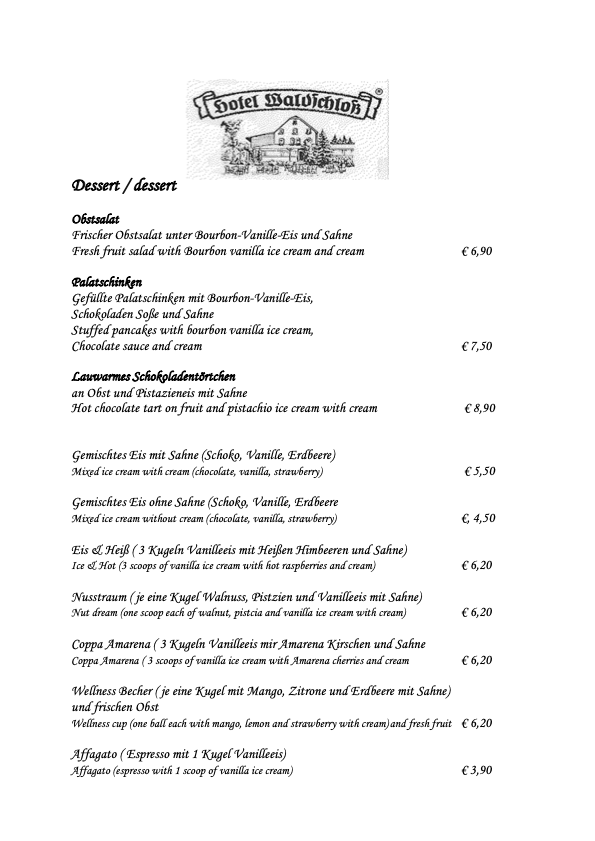 Hotel Waldschloß
®
Dessert / dessert
Obstsalat
Frischer Obstsalat unter Bourbon-Vanille-Eis und Sahne
Fresh fruit salad with Bourbon vanilla ice cream and cream € 6,90
Palatschinken
Gefüllte Palatschinken mit Bourbon-Vanille-Eis,
Schokoladen Soße und Sahne
Stuffed pancakes with bourbon vanilla ice cream,
Chocolate sauce and cream € 7,50
Lauwarmes Schokoladentörtchen
an Obst und Pistazieneis mit Sahne
Hot chocolate tart on fruit and pistachio ice cream with cream € 8,90
Gemischtes Eis mit Sahne (Schoko, Vanille, Erdbeere)
Mixed ice cream with cream (chocolate, vanilla, strawberry) € 5,50
Gemischtes Eis ohne Sahne (Schoko, Vanille, Erdbeere
Mixed ice cream without cream (chocolate, vanilla, strawberry) €, 4,50
Eis & Heiß ( 3 Kugeln Vanilleeis mit Heißen Himbeeren und Sahne)
Ice & Hot (3 scoops of vanilla ice cream with hot raspberries and cream) € 6,20
Nusstraum ( je eine Kugel Walnuss, Pistzien und Vanilleeis mit Sahne)
Nut dream (one scoop each of walnut, pistcia and vanilla ice cream with cream) € 6,20
Coppa Amarena ( 3 Kugeln Vanilleeis mir Amarena Kirschen und Sahne
Coppa Amarena ( 3 scoops of vanilla ice cream with Amarena cherries and cream € 6,20
Wellness Becher ( je eine Kugel mit Mango, Zitrone und Erdbeere mit Sahne)
und frischen Obst
Wellness cup (one ball each with mango, lemon and strawberry with cream) and fresh fruit € 6,20
Affagato ( Espresso mit 1 Kugel Vanilleeis)
Affagato (espresso with 1 scoop of vanilla ice cream) € 3,90